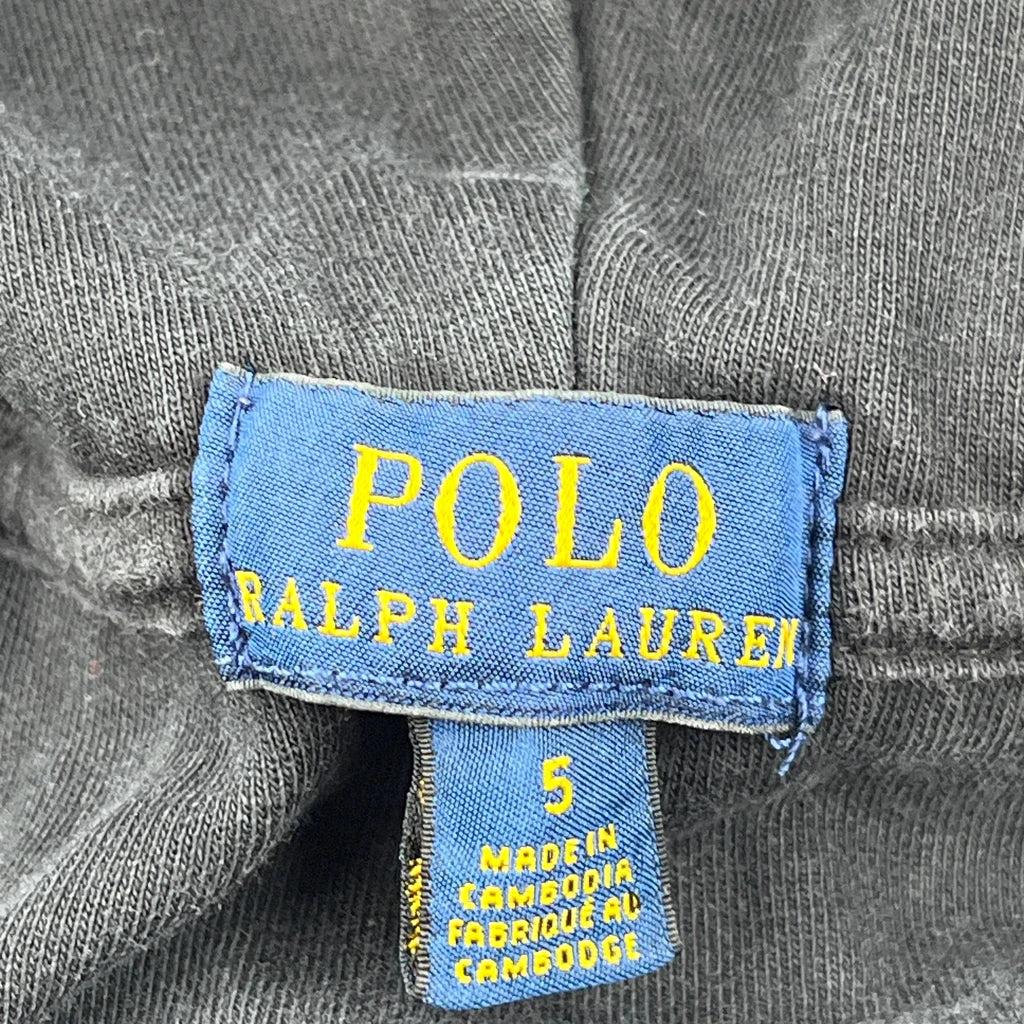 POLO
RALPH LAUREN
5
MADE IN
CAMBODIA
FABRIQUÉ AU
CAMBODGE